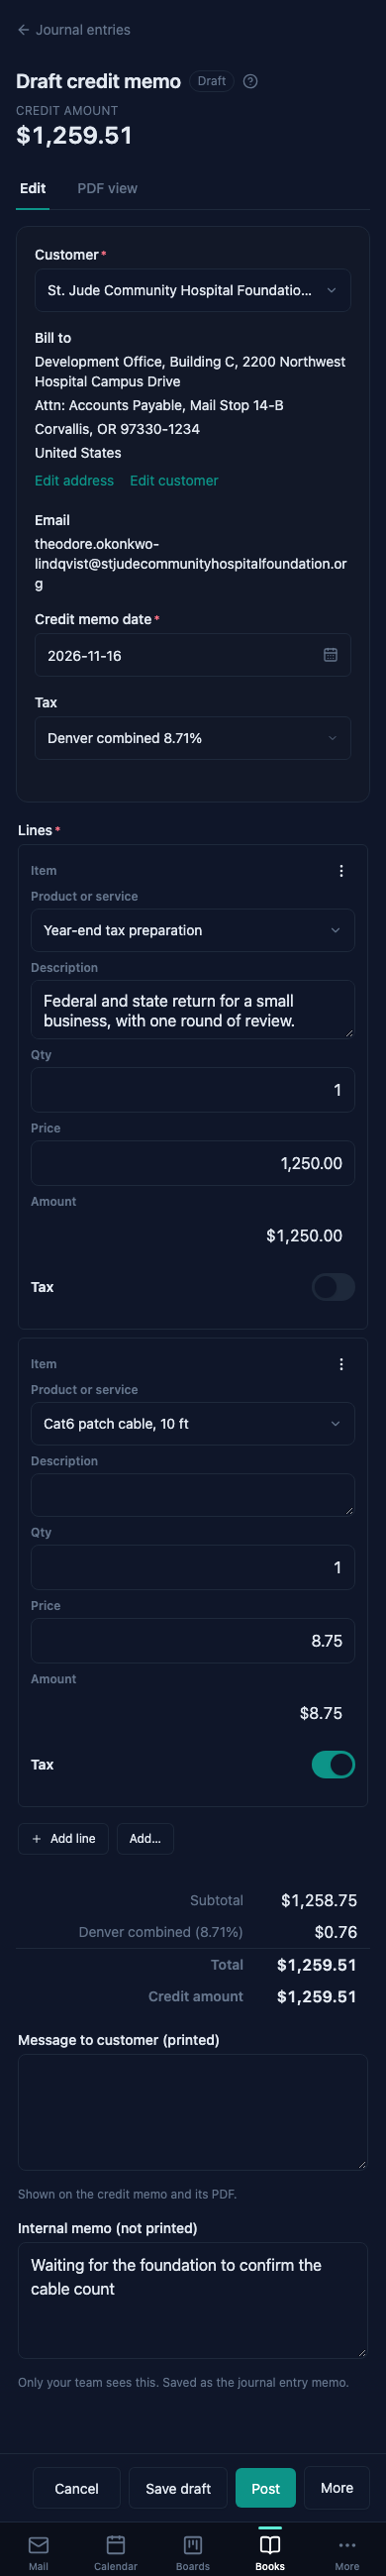 Journal entries
Draft credit memo Draft
CREDIT AMOUNT
$1,259.51
Edit PDF view
Customer*
St. Jude Community Hospital Foundatio...
Bill to
Development Office, Building C, 2200 Northwest
Hospital Campus Drive
Attn: Accounts Payable, Mail Stop 14-B
Corvallis, OR 97330-1234
United States
Edit address Edit customer
Email
theodore.okonkwo-
lindqvist@stjudecommunityhospitalfoundation.or
g
Credit memo date*
2026-11-16
Tax
Denver combined 8.71%
Lines*
Item
Product or service
Year-end tax preparation
Description
Federal and state return for a small
business, with one round of review.
Qty
1
Price
1,250.00
Amount
$1,250.00
Tax
Item
Product or service
Cat6 patch cable, 10 ft
Description
Qty
1
Price
8.75
Amount
$8.75
Tax
+ Add line Add...
Subtotal $1,258.75
Denver combined (8.71%) $0.76
Total $1,259.51
Credit amount $1,259.51
Message to customer (printed)
Shown on the credit memo and its PDF.
Internal memo (not printed)
Waiting for the foundation to confirm the
cable count
Only your team sees this. Saved as the journal entry memo.
Cancel Save draft Post More
Mail Calendar Boards Books More